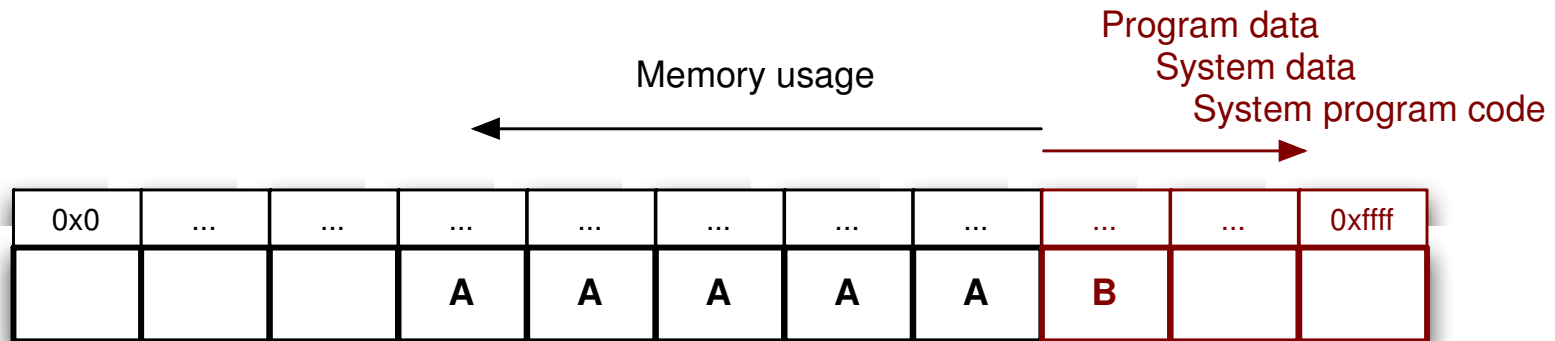 Program data
Memory usage
System data
System program code
0x0 ... ... ... ... ... ... ... ... ... 0xffff
A A A A A B